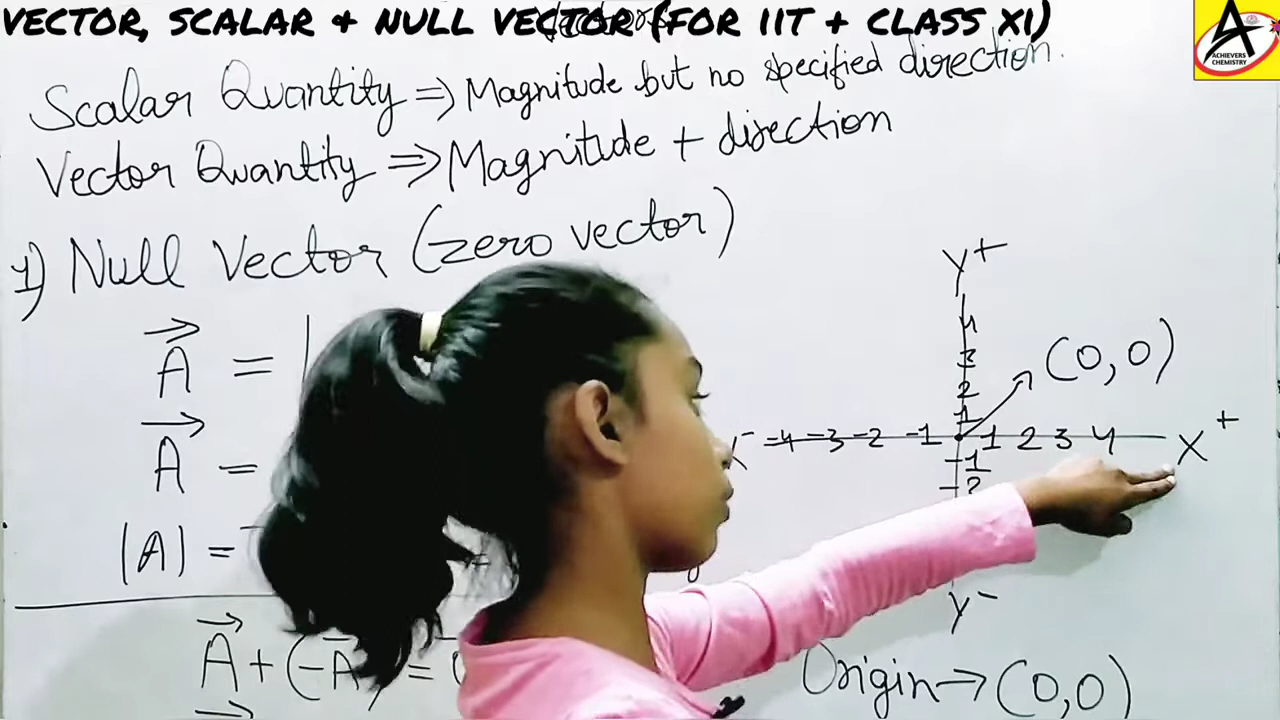 VECTOR, SCALAR & NULL VECTOR (FOR IIT + CLASS XI)
ACHIEVERS
CHEMISTRY
Scalar Quantity => Magnitude but no specified direction.
Vector Quantity => Magnitude + direction
1) Null Vector (zero vector)
A =
A =
|A| =
A + (-A) =
Y+
4
3
2
1
(0,0)
-4 -3 -2 -1 1 2 3 4 X+
X-
-1
-2
Y-
Origin → (0,0)